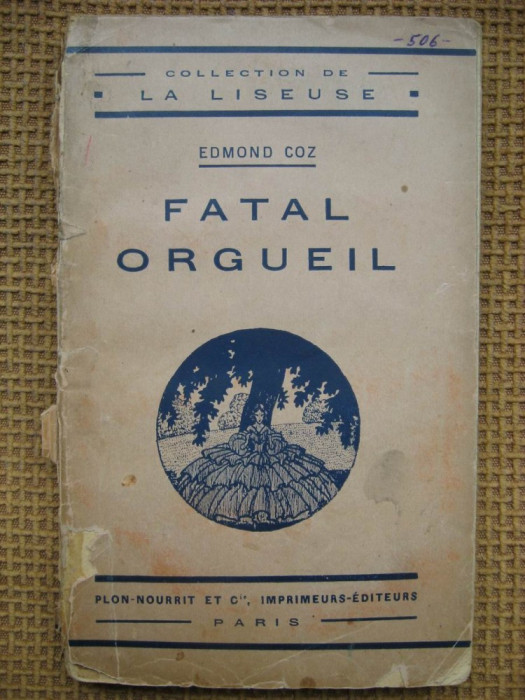 -506-
COLLECTION DE
LA LISEUSE
EDMOND COZ
FATAL
ORGUEIL
PLON-NOURRIT ET Cie, IMPRIMEURS-ÉDITEURS
PARIS